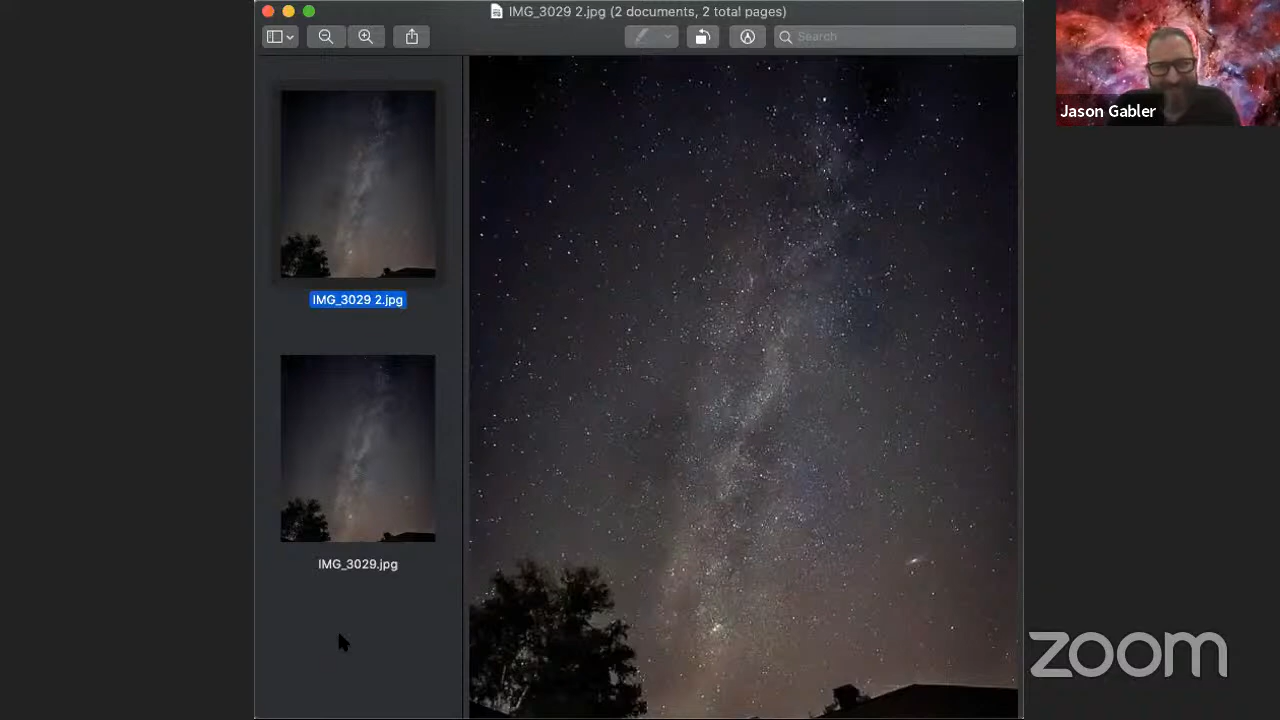 IMG_3029 2.jpg (2 documents, 2 total pages)
Search
Jason Gabler
IMG_3029 2.jpg
IMG_3029.jpg
zoom